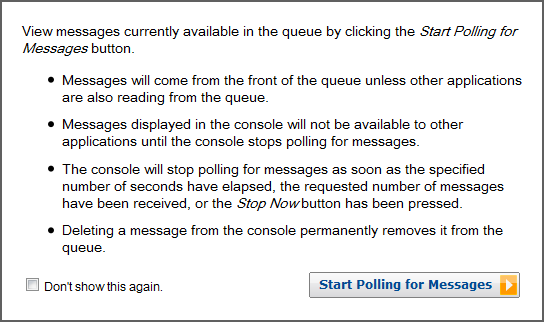 View messages currently available in the queue by clicking the Start Polling for
Messages button.
• Messages will come from the front of the queue unless other applications
are also reading from the queue.
• Messages displayed in the console will not be available to other
applications until the console stops polling for messages.
• The console will stop polling for messages as soon as the specified
number of seconds have elapsed, the requested number of messages
have been received, or the Stop Now button has been pressed.
• Deleting a message from the console permanently removes it from the
queue.
Don't show this again.
Start Polling for Messages